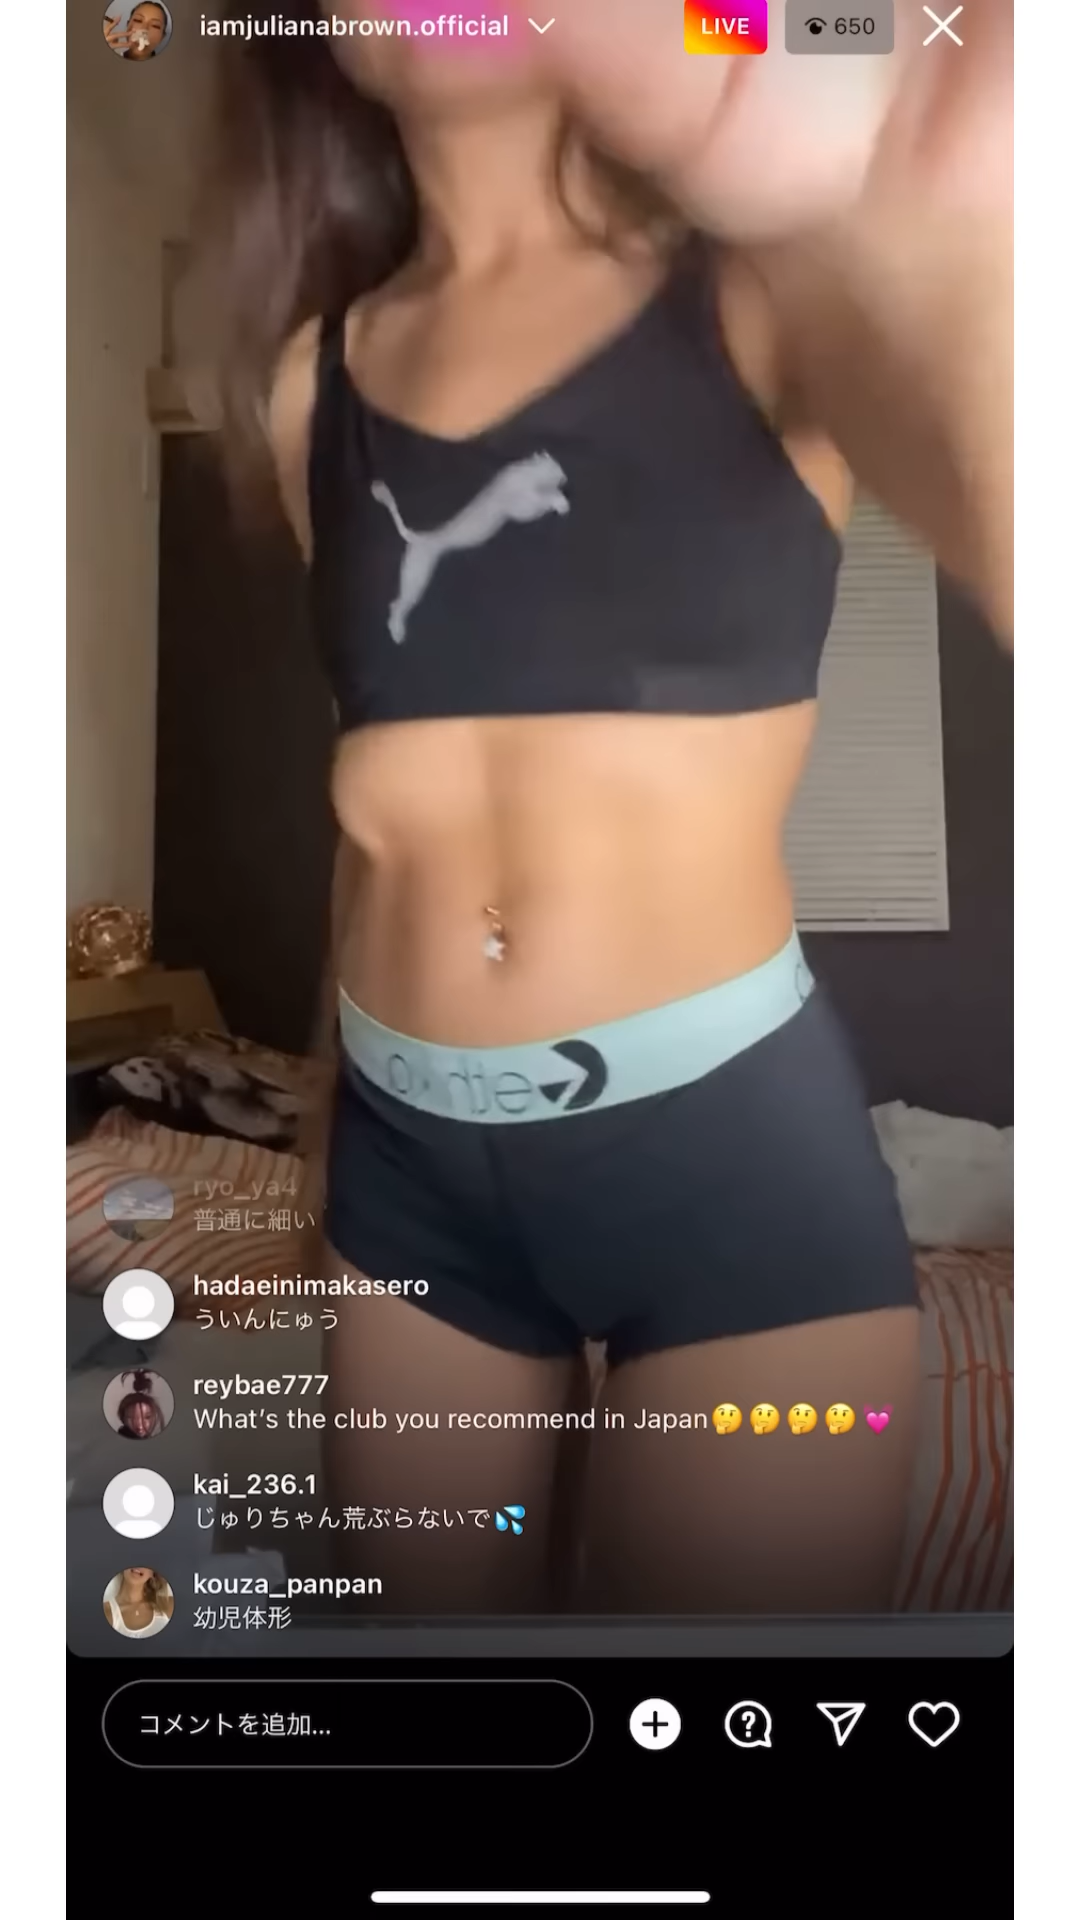 iamjulianabrown.official
LIVE
650
ryo_ya4
普通に細い
hadaeinimakasero
ういんにゅう
reybae777
What's the club you recommend in Japan🤔🤔🤔🤔💓
kai_236.1
じゅりちゃん荒ぶらないで💦
kouza_panpan
幼児体形
コメントを追加...